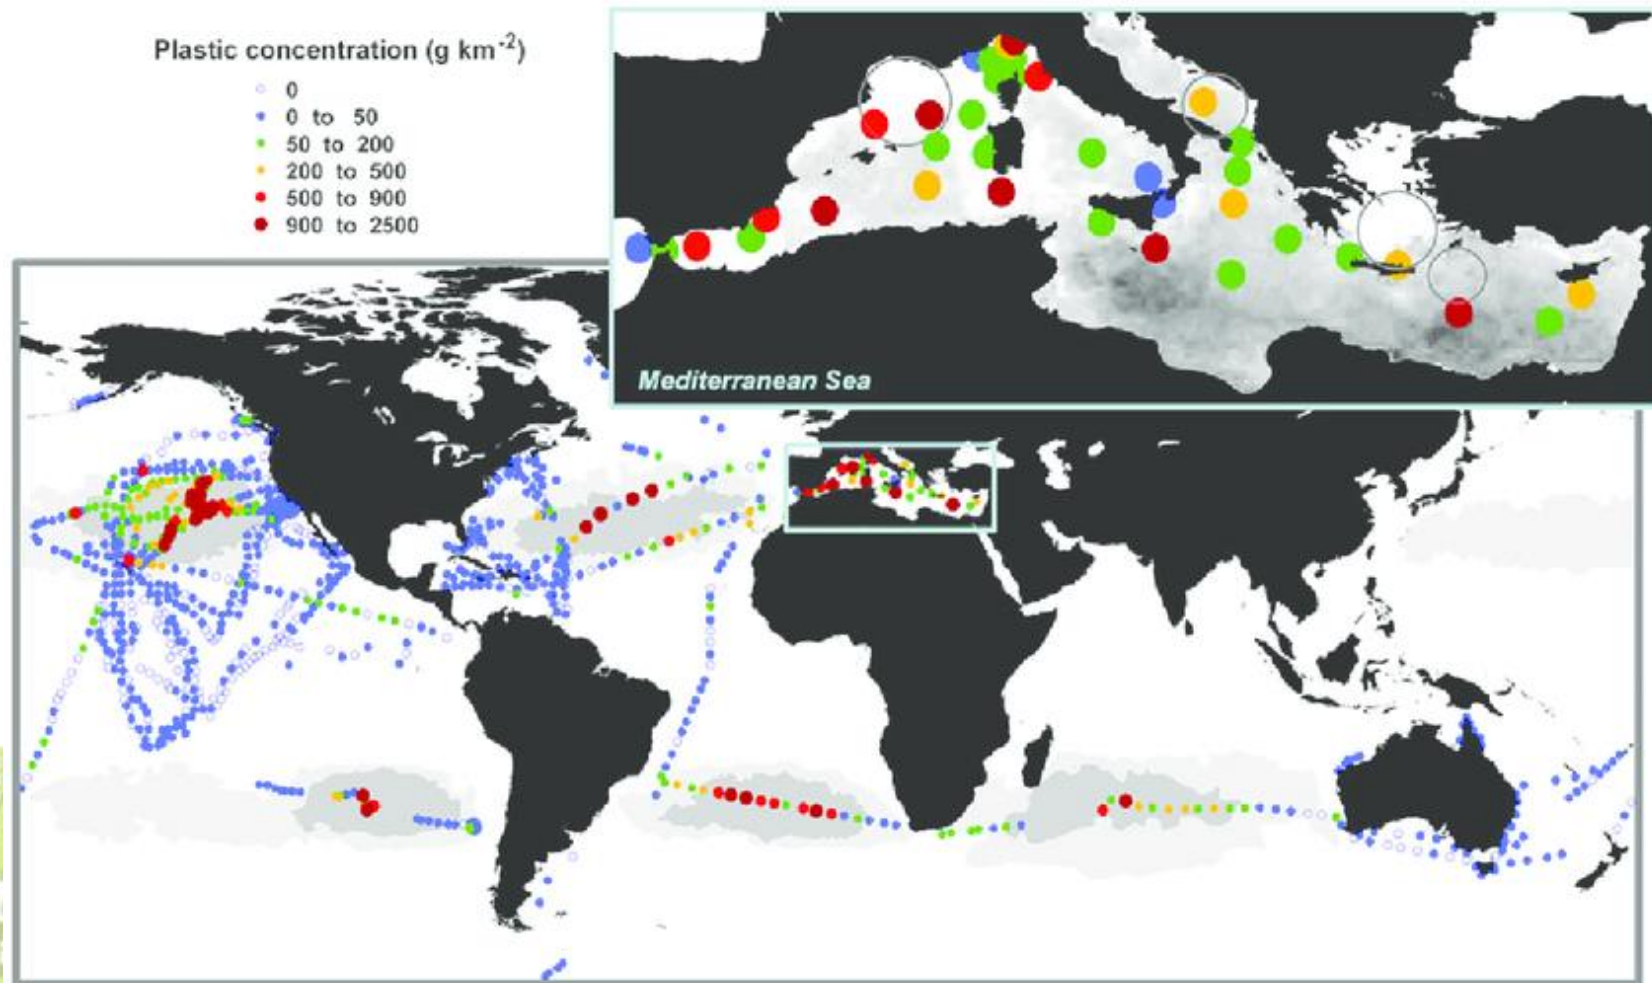 Plastic concentration (g km-2)
0
0 to 50
50 to 200
200 to 500
500 to 900
900 to 2500
Mediterranean Sea